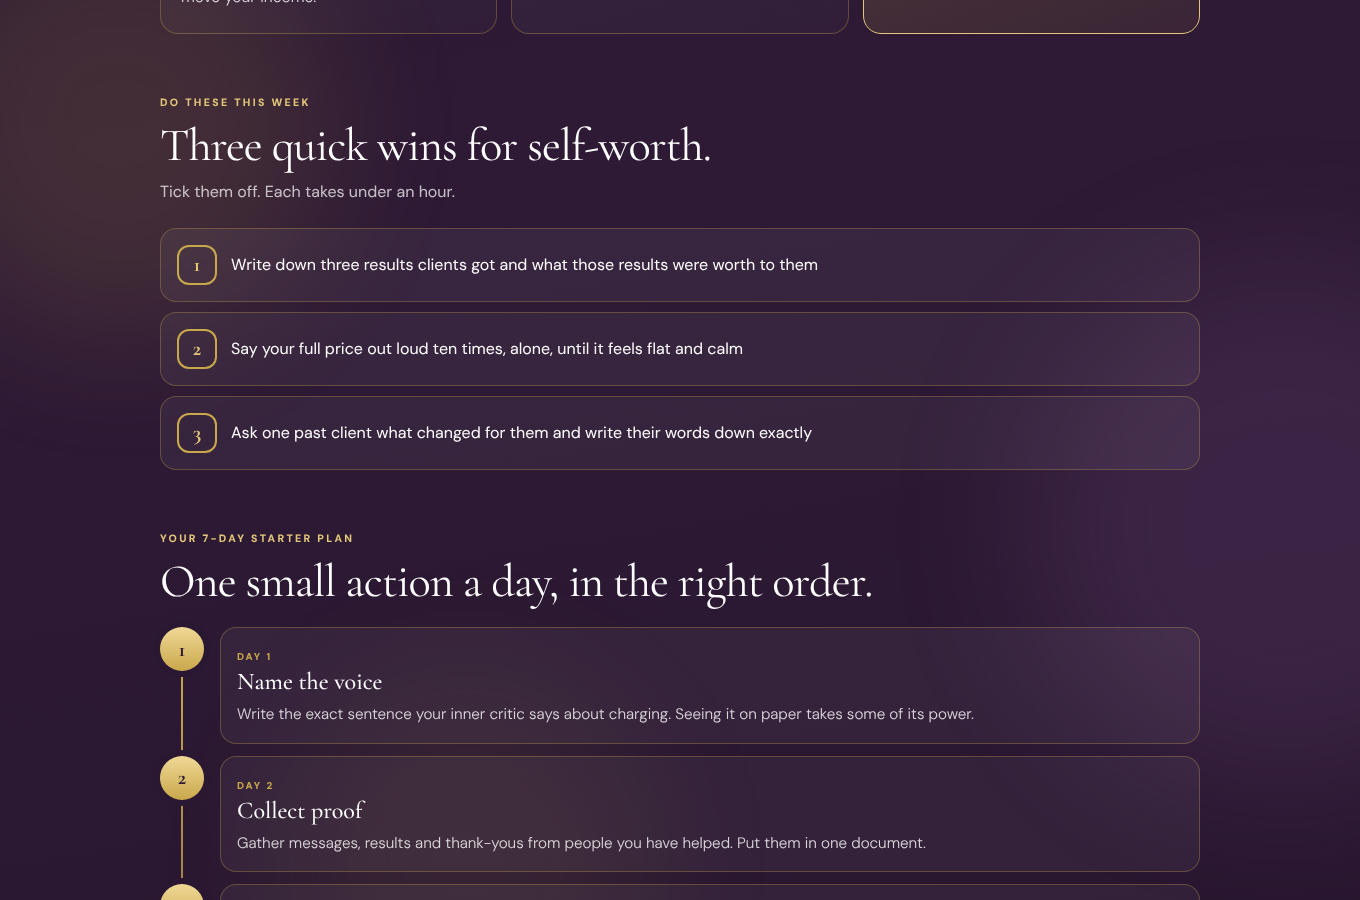 move your income.
DO THESE THIS WEEK
Three quick wins for self-worth.
Tick them off. Each takes under an hour.
1 Write down three results clients got and what those results were worth to them
2 Say your full price out loud ten times, alone, until it feels flat and calm
3 Ask one past client what changed for them and write their words down exactly
YOUR 7-DAY STARTER PLAN
One small action a day, in the right order.
1
DAY 1
Name the voice
Write the exact sentence your inner critic says about charging. Seeing it on paper takes some of its power.
2
DAY 2
Collect proof
Gather messages, results and thank-yous from people you have helped. Put them in one document.